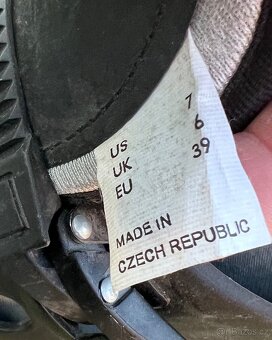 US 7
UK 6
EU 39
MADE IN
CZECH REPUBLIC